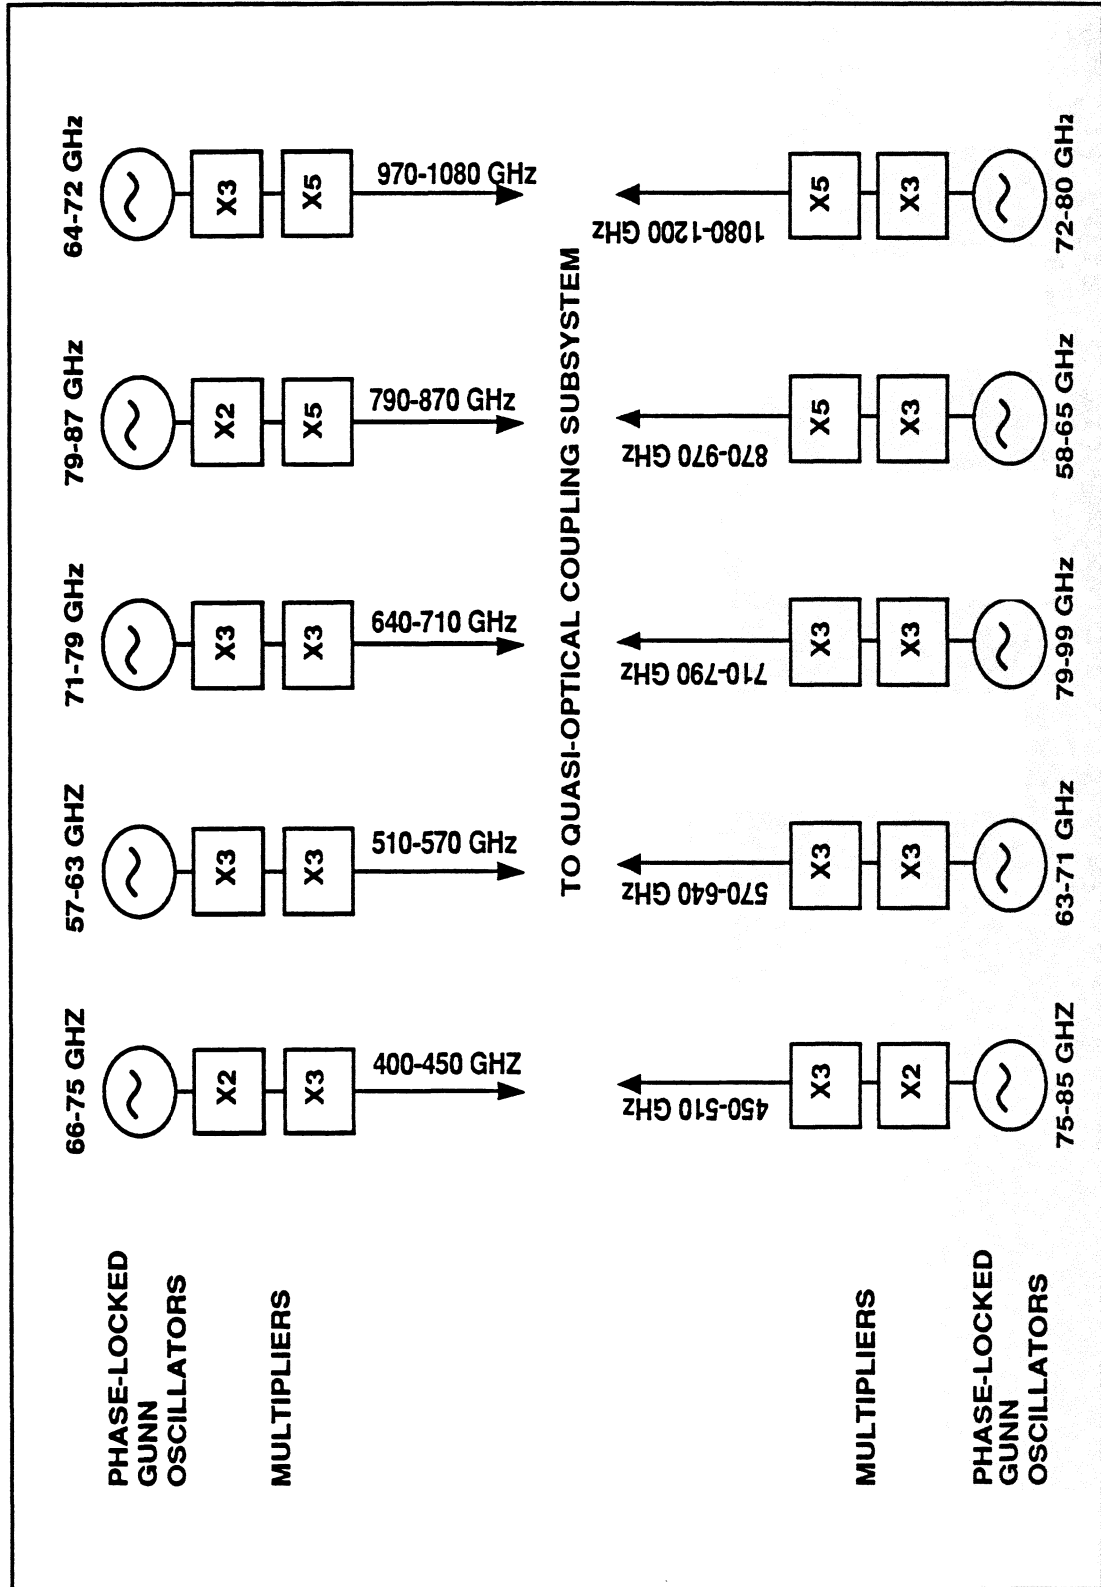 PHASE-LOCKED
GUNN
OSCILLATORS
66-75 GHZ
57-63 GHZ
71-79 GHz
79-87 GHz
64-72 GHz
MULTIPLIERS
X2
X3
X3
X2
X3
X3
X3
X3
X5
X5
400-450 GHZ
510-570 GHz
640-710 GHz
790-870 GHz
970-1080 GHz
TO QUASI-OPTICAL COUPLING SUBSYSTEM
450-510 GHz
570-640 GHz
710-790 GHz
870-970 GHz
1080-1200 GHz
MULTIPLIERS
X3
X3
X3
X5
X5
X2
X3
X3
X3
X3
PHASE-LOCKED
GUNN
OSCILLATORS
75-85 GHZ
63-71 GHz
79-99 GHz
58-65 GHz
72-80 GHz